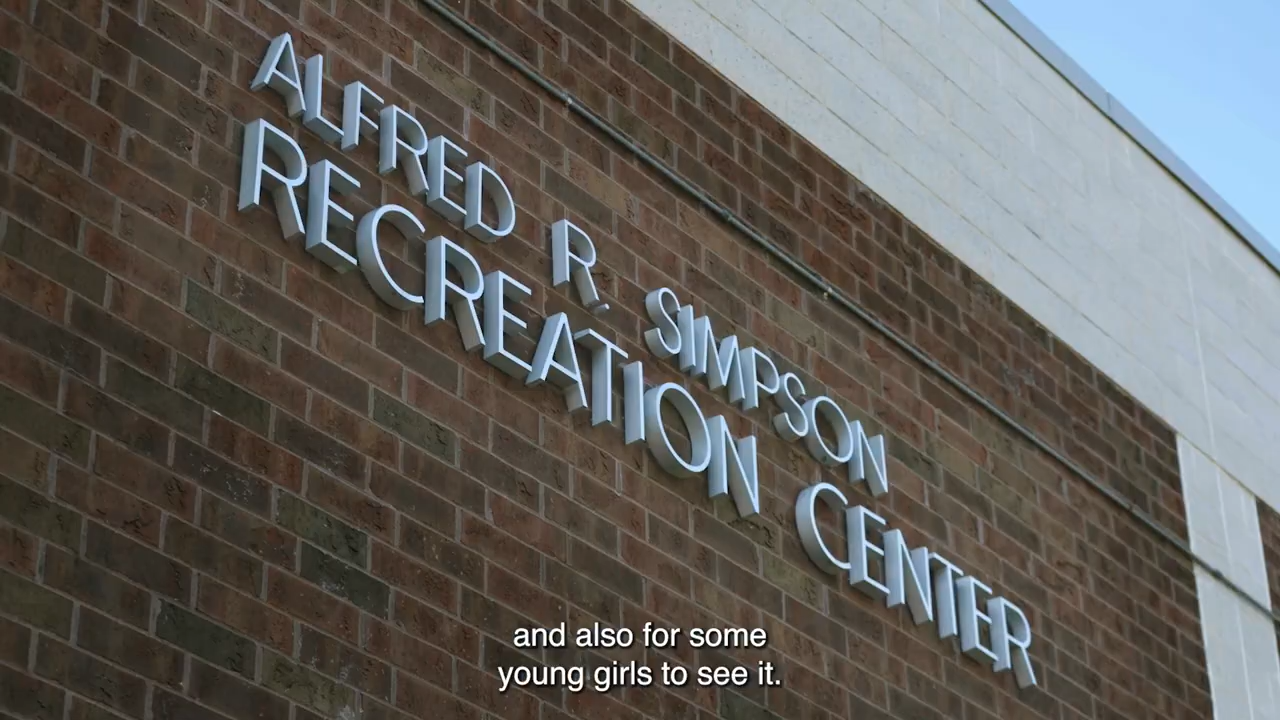 ALFRED R. SIMPSON
RECREATION CENTER
and also for some
young girls to see it.